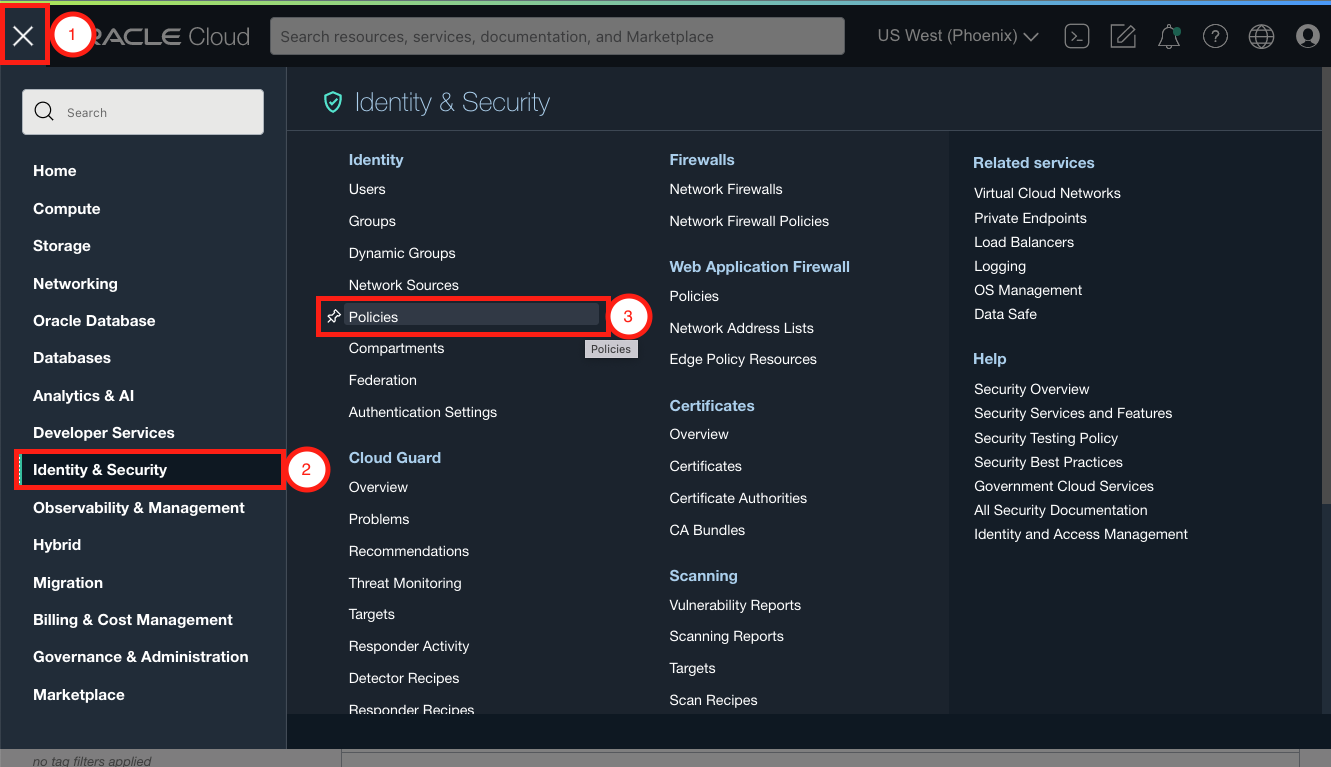 1
RACLE Cloud
Search resources, services, documentation, and Marketplace
US West (Phoenix)
Search
Home
Compute
Storage
Networking
Oracle Database
Databases
Analytics & AI
Developer Services
Identity & Security
2
Observability & Management
Hybrid
Migration
Billing & Cost Management
Governance & Administration
Marketplace
Identity & Security
Identity
Users
Groups
Dynamic Groups
Network Sources
Policies
3
Policies
Compartments
Federation
Authentication Settings
Cloud Guard
Overview
Problems
Recommendations
Threat Monitoring
Targets
Responder Activity
Detector Recipes
Responder Recipes
Firewalls
Network Firewalls
Network Firewall Policies
Web Application Firewall
Policies
Network Address Lists
Edge Policy Resources
Certificates
Overview
Certificates
Certificate Authorities
CA Bundles
Scanning
Vulnerability Reports
Scanning Reports
Targets
Scan Recipes
Related services
Virtual Cloud Networks
Private Endpoints
Load Balancers
Logging
OS Management
Data Safe
Help
Security Overview
Security Services and Features
Security Testing Policy
Security Best Practices
Government Cloud Services
All Security Documentation
Identity and Access Management
no tag filters applied